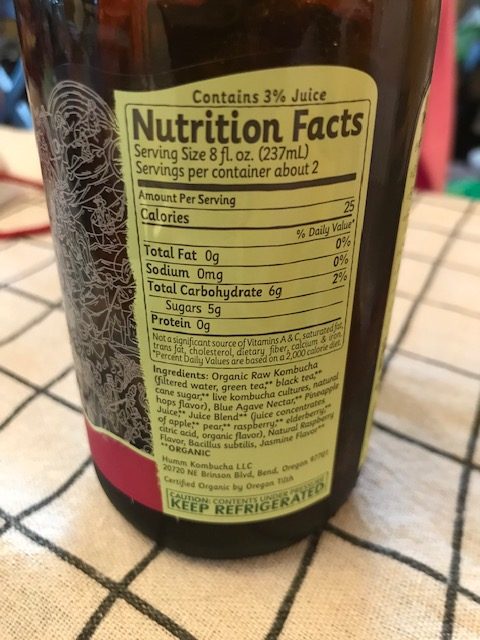 Contains 3% Juice
Nutrition Facts
Serving Size 8 fl. oz. (237mL)
Servings per container about 2
Amount Per Serving
Calories 25
% Daily Value*
Total Fat 0g 0%
Sodium 0mg 0%
Total Carbohydrate 6g 2%
Sugars 5g
Protein 0g
Not a significant source of Vitamins A & C, saturated fat,
trans fat, cholesterol, dietary fiber, calcium & iron.
*Percent Daily Values are based on a 2,000 calorie diet.
Ingredients: Organic Raw Kombucha
(filtered water, green tea,** black tea,**
cane sugar,** live kombucha cultures, natural
hops flavor), Blue Agave Nectar,** Pineapple
Juice,** Juice Blend** (juice concentrates
of apple,** pear,** raspberry,** elderberry,**
citric acid, organic flavor), Natural Raspberry
Flavor, Bacillus subtilis, Jasmine Flavor**
**ORGANIC
Humm Kombucha LLC
20720 NE Brinson Blvd, Bend, Oregon 97701
Certified Organic by Oregon Tilth
CAUTION: CONTENTS UNDER PRESSURE
KEEP REFRIGERATED